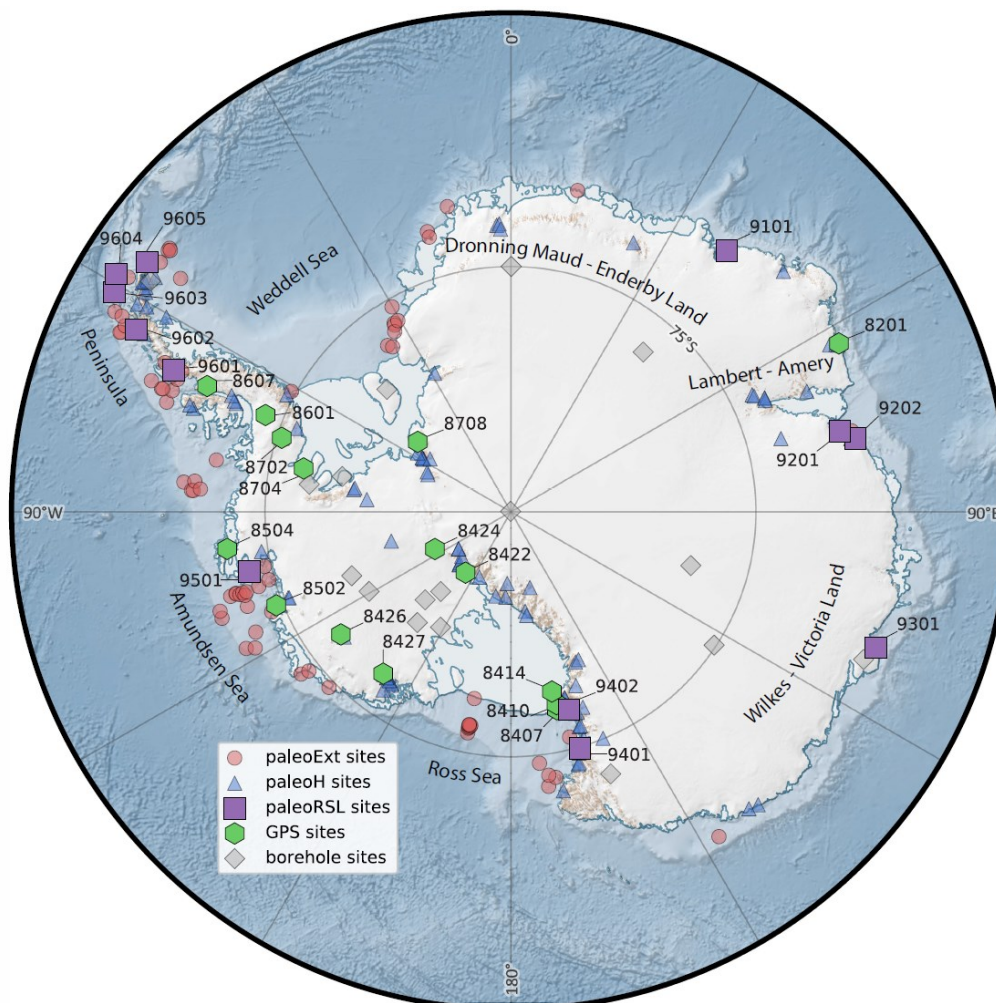 0°
9605
9604
9101
Weddell Sea
Dronning Maud - Enderby Land
9603
9602
75°S
8201
Peninsula
9601
8607
Lambert - Amery
8601
9202
8708
9201
8702
8704
90°W
90°E
8504
8424
8422
9501
8502
8426
Wilkes - Victoria Land
9301
Amundsen Sea
8427
8414
9402
8410
8407
9401
Ross Sea
paleoExt sites
paleoH sites
paleoRSL sites
GPS sites
borehole sites
180°